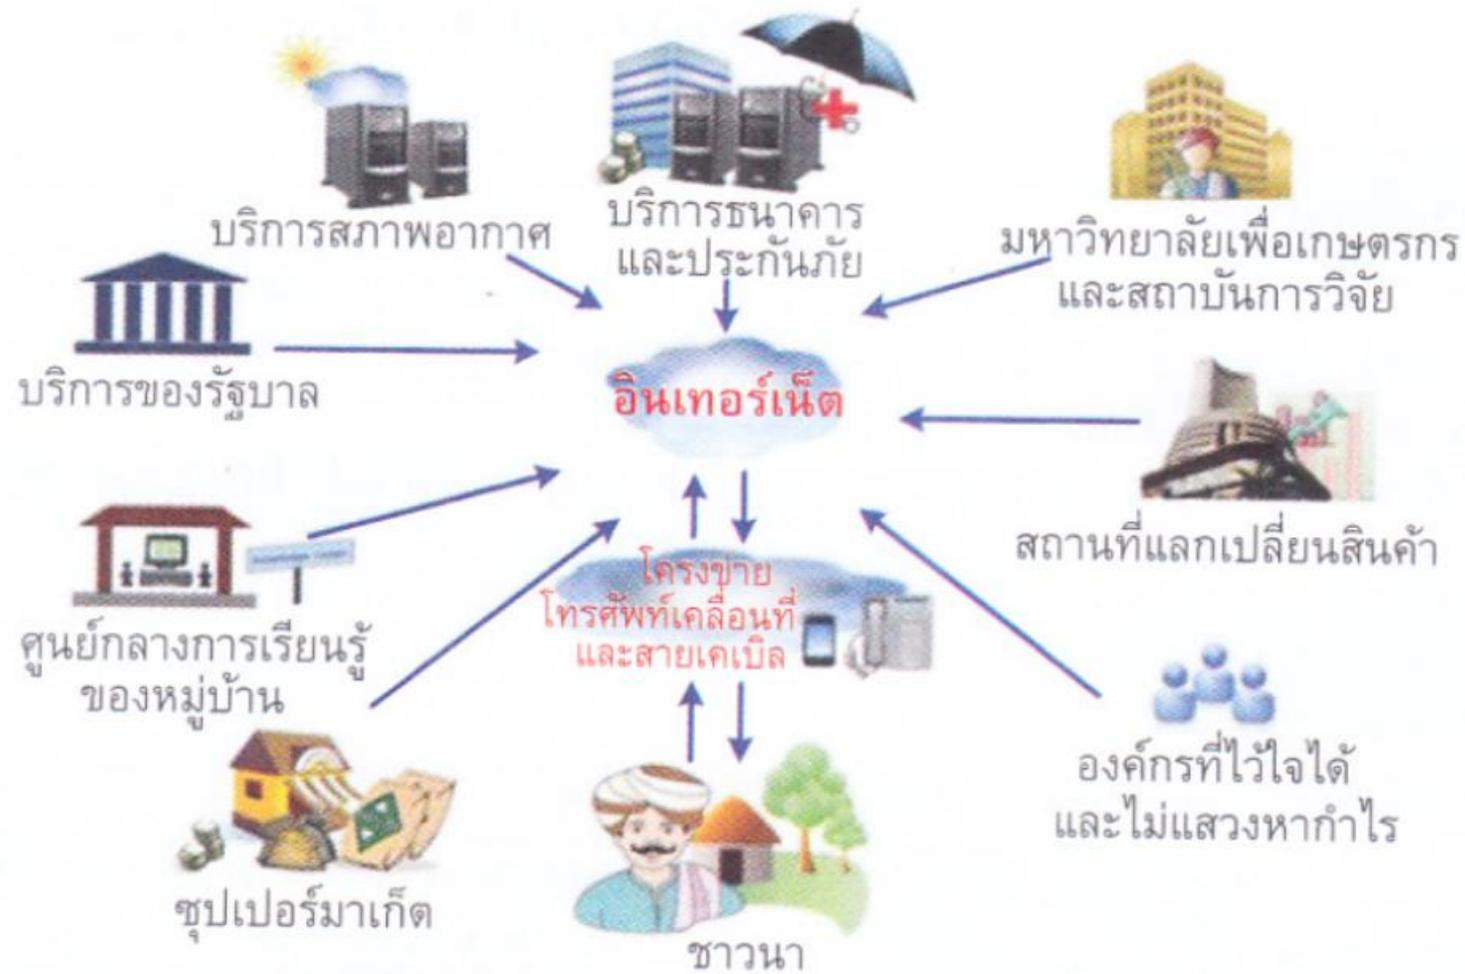 บริการสภาพอากาศ
บริการธนาคาร
และประกันภัย
มหาวิทยาลัยเพื่อเกษตรกร
และสถาบันการวิจัย
บริการของรัฐบาล
อินเทอร์เน็ต
สถานที่แลกเปลี่ยนสินค้า
ศูนย์กลางการเรียนรู้
ของหมู่บ้าน
โครงข่าย
โทรศัพท์เคลื่อนที่
และสายเคเบิล
องค์กรที่ไว้ใจได้
และไม่แสวงหากำไร
ซุปเปอร์มาเก็ต
ชาวนา